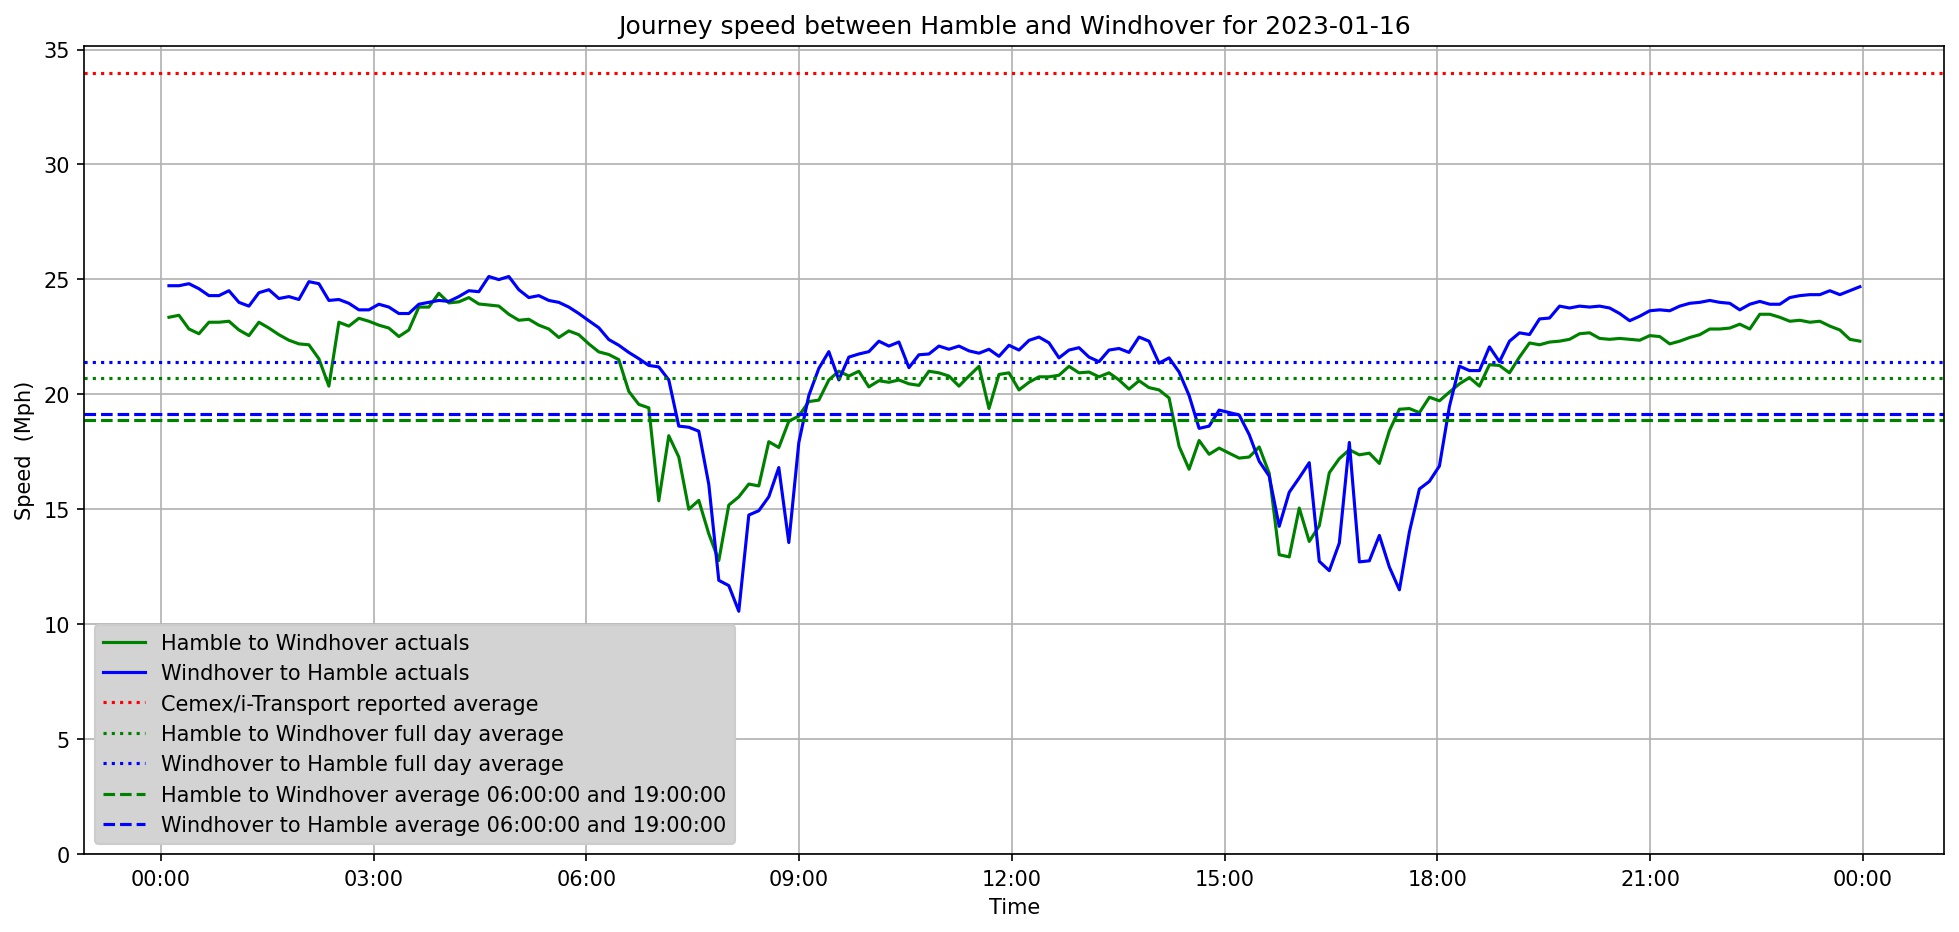 Journey speed between Hamble and Windhover for 2023-01-16
35
30
25
20
15
10
5
0
Speed (Mph)
Hamble to Windhover actuals
Windhover to Hamble actuals
Cemex/i-Transport reported average
Hamble to Windhover full day average
Windhover to Hamble full day average
Hamble to Windhover average 06:00:00 and 19:00:00
Windhover to Hamble average 06:00:00 and 19:00:00
00:00 03:00 06:00 09:00 12:00 15:00 18:00 21:00 00:00
Time